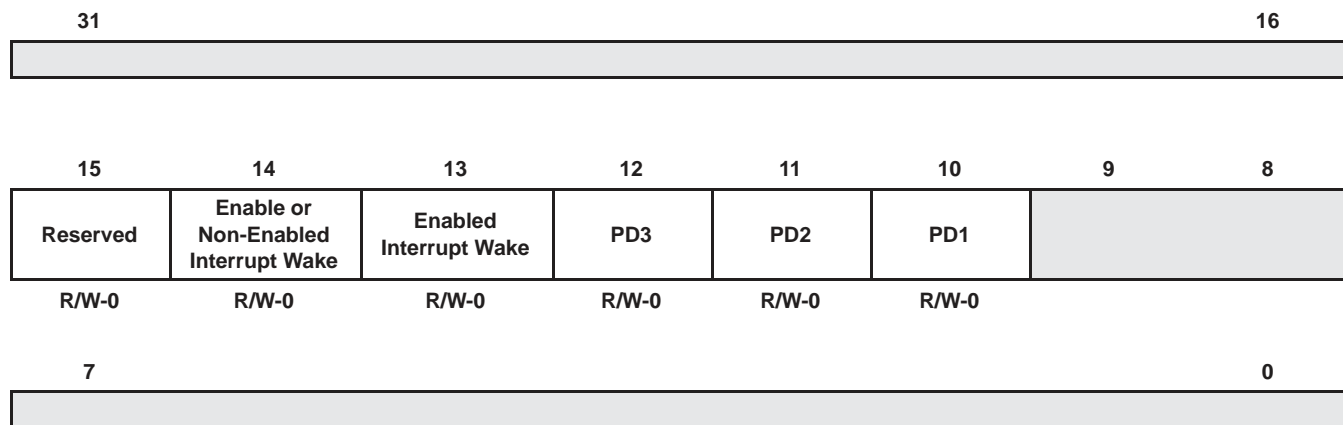 31 16
15 14 13 12 11 10 9 8
Reserved Enable or Non-Enabled Interrupt Wake Enabled Interrupt Wake PD3 PD2 PD1
R/W-0 R/W-0 R/W-0 R/W-0 R/W-0 R/W-0
7 0